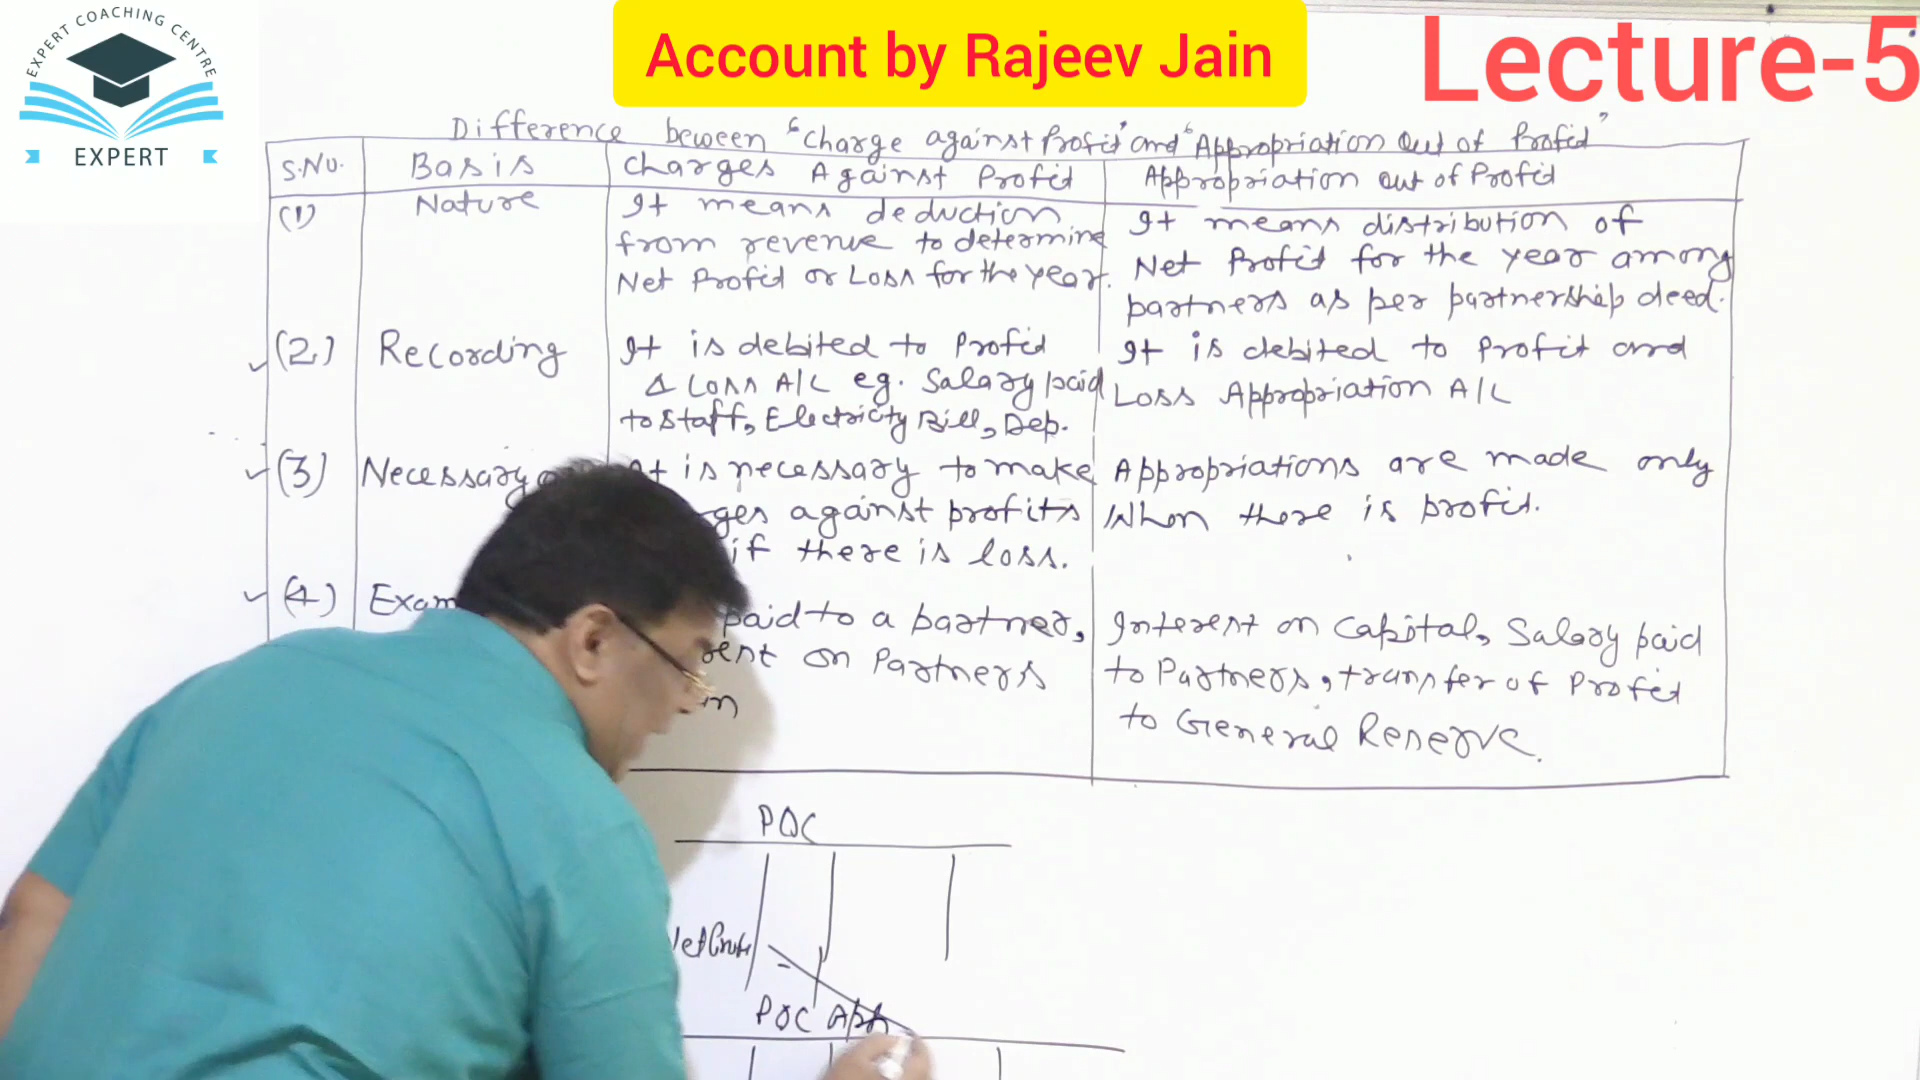 EXPERT COACHING CENTRE
EXPERT
Account by Rajeev Jain
Lecture-5
Difference beween "Charge against Profit" and "Appropriation out of Profit"
S.No. Basis Charges Against Profit Appropriation out of Profit
(1) Nature It means deduction
from revenue to determine
Net Profit or Loss for the year.
It means distribution of
Net Profit for the year among
partners as per partnership deed.
(2) Recording It is debited to Profit
& Loss A/c eg. Salary paid
to staff, Electricity Bill, Dep.
It is debited to Profit and
Loss Appropriation A/c
(3) Necessary It is necessary to make
against profits
if there is loss.
Appropriations are made only
When there is profit.
(4) paid to a partner,
on Partners
Interest on Capital, Salary paid
to Partners, transfer of Profit
to General Reserve.